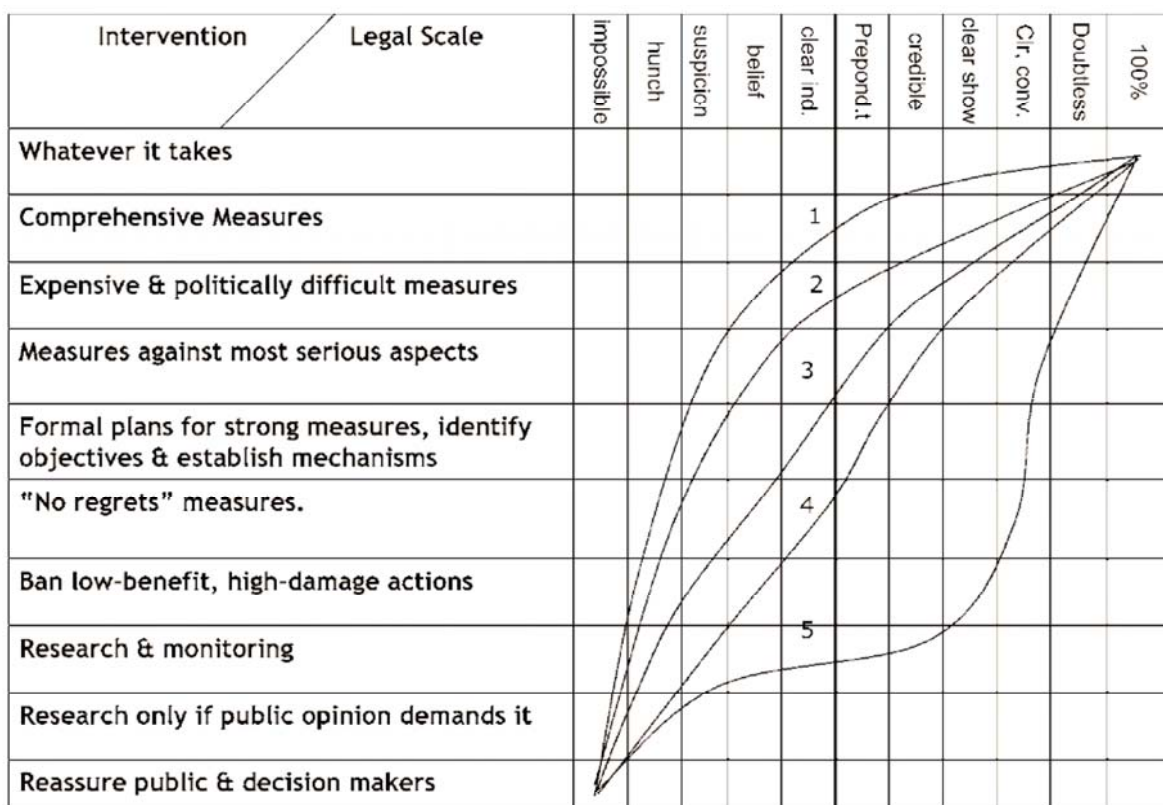 Intervention
Legal Scale
impossible
hunch
suspicion
belief
clear ind.
Prepond.t
credible
clear show
Clr, conv.
Doubtless
100%
Whatever it takes
Comprehensive Measures
1
Expensive & politically difficult measures
2
Measures against most serious aspects
3
Formal plans for strong measures, identify
objectives & establish mechanisms
"No regrets" measures.
4
Ban low-benefit, high-damage actions
5
Research & monitoring
Research only if public opinion demands it
Reassure public & decision makers